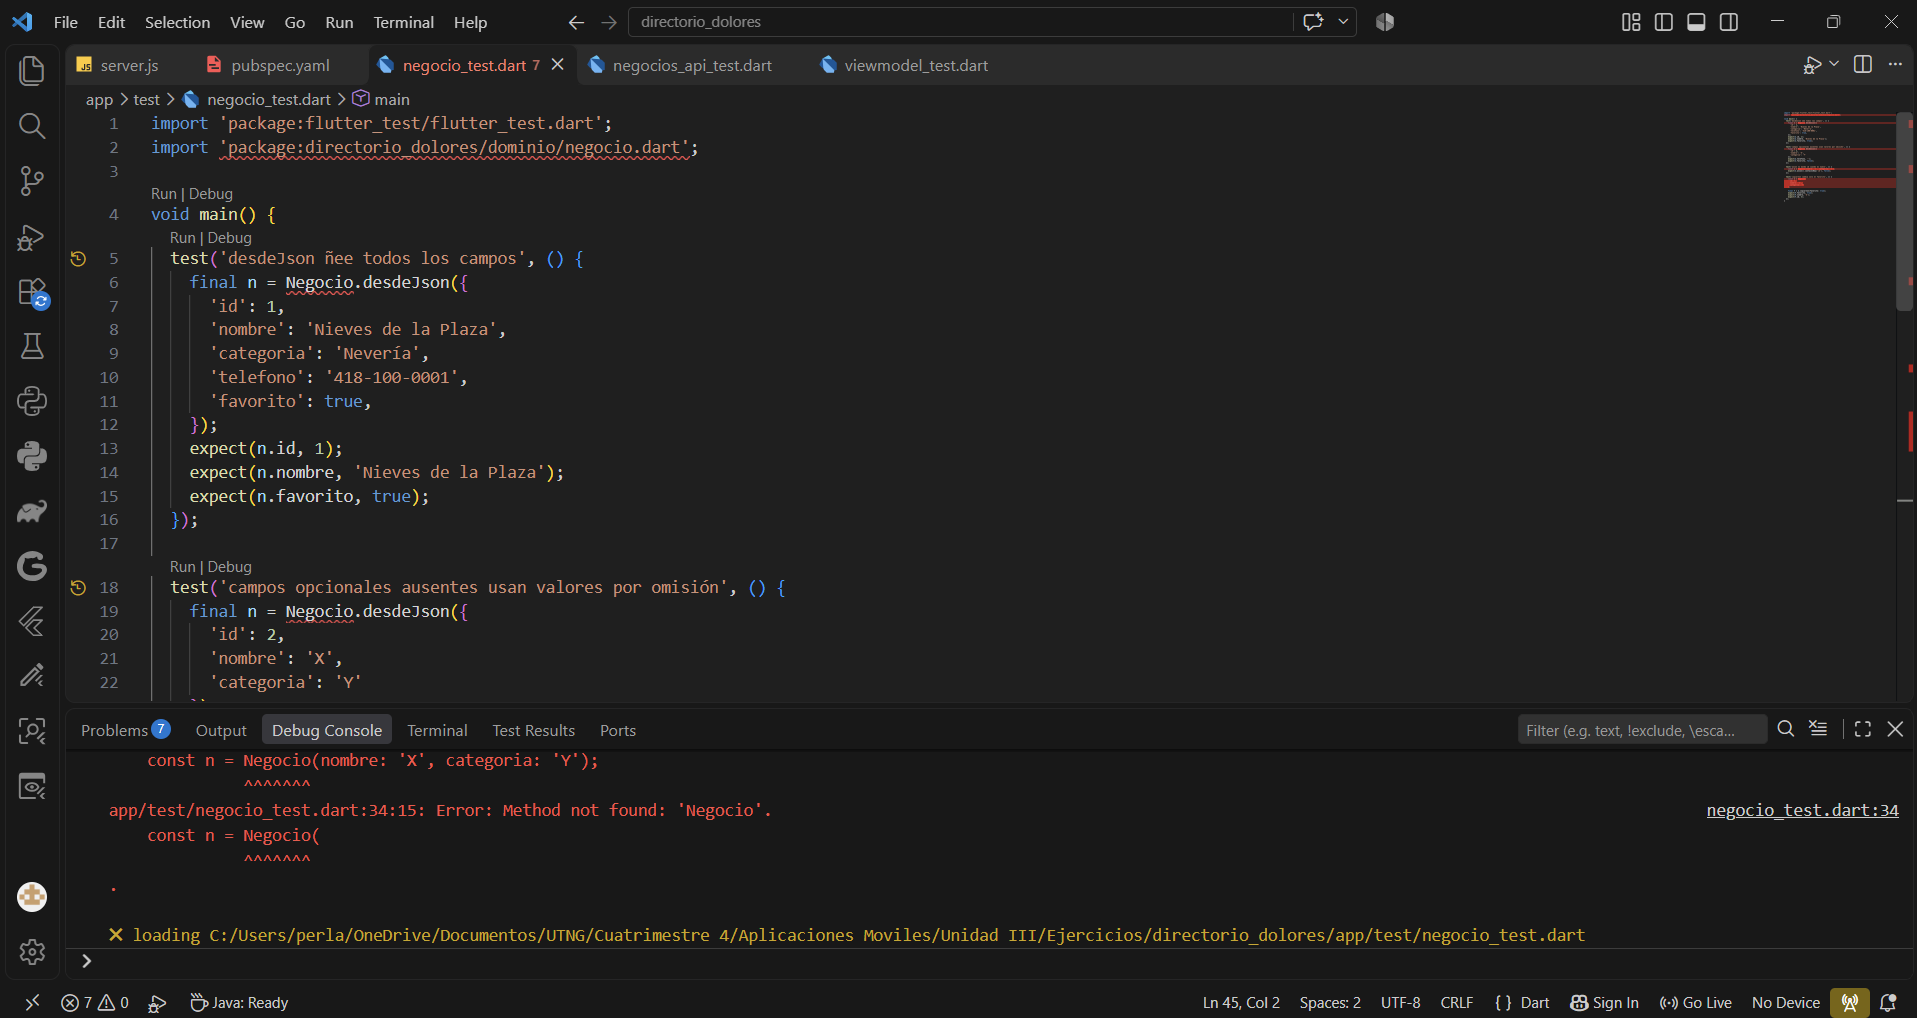 File Edit Selection View Go Run Terminal Help
directorio_dolores
server.js pubspec.yaml negocio_test.dart 7 negocios_api_test.dart viewmodel_test.dart
app > test > negocio_test.dart > main
1 import 'package:flutter_test/flutter_test.dart';
2 import 'package:directorio_dolores/dominio/negocio.dart';
3
Run | Debug
4 void main() {
Run | Debug
5 test('desdeJson ñee todos los campos', () {
6 final n = Negocio.desdeJson({
7 'id': 1,
8 'nombre': 'Nieves de la Plaza',
9 'categoria': 'Nevería',
10 'telefono': '418-100-0001',
11 'favorito': true,
12 });
13 expect(n.id, 1);
14 expect(n.nombre, 'Nieves de la Plaza');
15 expect(n.favorito, true);
16 });
17
Run | Debug
18 test('campos opcionales ausentes usan valores por omisión', () {
19 final n = Negocio.desdeJson({
20 'id': 2,
21 'nombre': 'X',
22 'categoria': 'Y'
Problems 7 Output Debug Console Terminal Test Results Ports
Filter (e.g. text, !exclude, \esca...
const n = Negocio(nombre: 'X', categoria: 'Y');
^^^^^^^
app/test/negocio_test.dart:34:15: Error: Method not found: 'Negocio'. negocio_test.dart:34
const n = Negocio(
^^^^^^^
.
✕ loading C:/Users/perla/OneDrive/Documentos/UTNG/Cuatrimestre 4/Aplicaciones Moviles/Unidad III/Ejercicios/directorio_dolores/app/test/negocio_test.dart
>
7 0 Java: Ready Ln 45, Col 2 Spaces: 2 UTF-8 CRLF { } Dart Sign In Go Live No Device